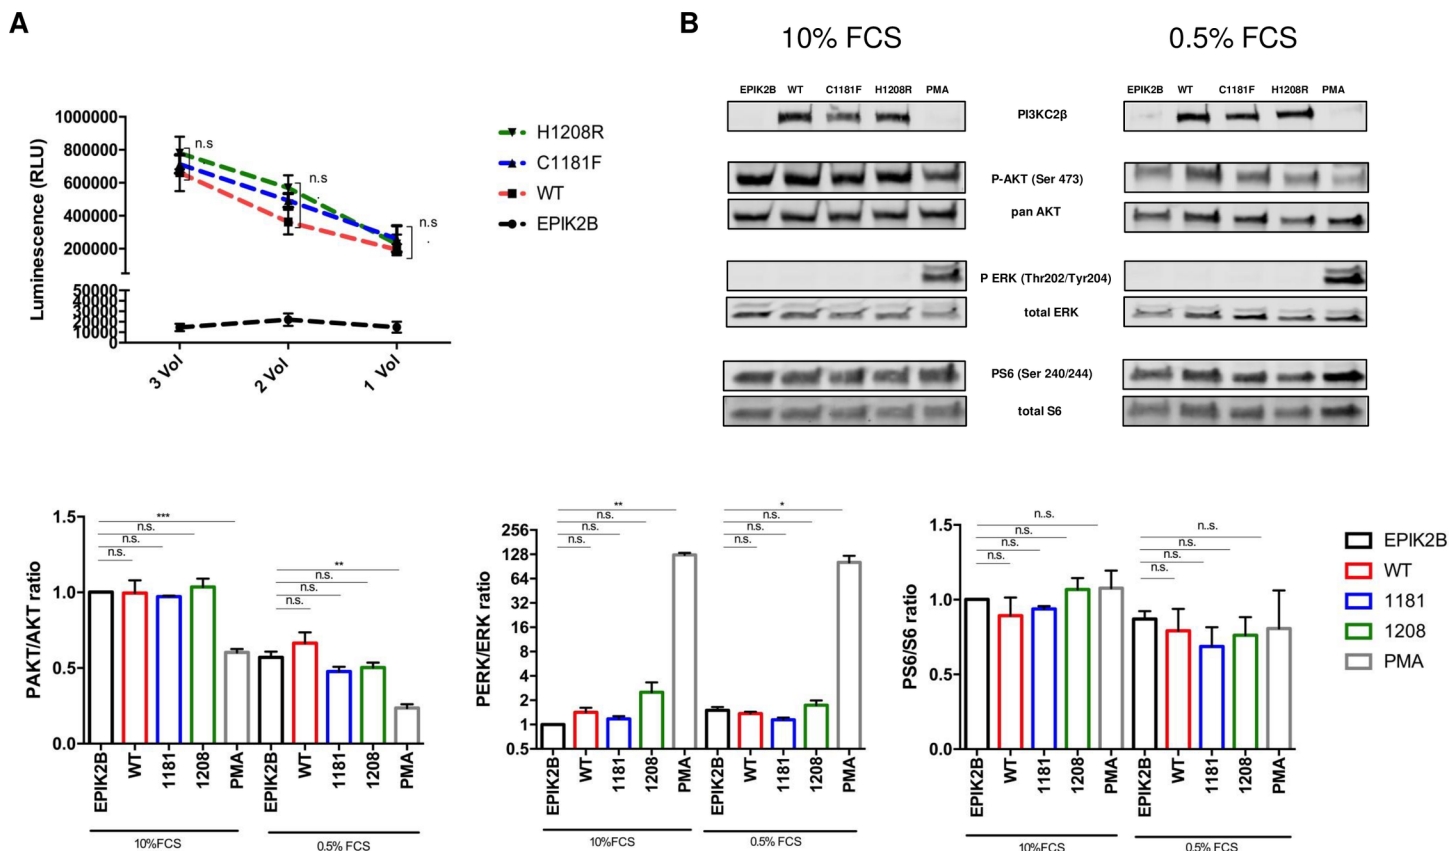 A
1000000
800000
600000
400000
200000
50000
40000
30000
20000
10000
0
Luminescence (RLU)
n.s
n.s
n.s
3 Vol
2 Vol
1 Vol
H1208R
C1181F
WT
EPIK2B
B
10% FCS
0.5% FCS
EPIK2B WT C1181F H1208R PMA
EPIK2B WT C1181F H1208R PMA
PI3KC2β
P-AKT (Ser 473)
pan AKT
P ERK (Thr202/Tyr204)
total ERK
PS6 (Ser 240/244)
total S6
PAKT/AKT ratio
1.5
1.0
0.5
0.0
***
n.s.
n.s.
n.s.
**
n.s.
n.s.
n.s.
EPIK2B WT 1181 1208 PMA EPIK2B WT 1181 1208 PMA
10%FCS
0.5% FCS
PERK/ERK ratio
256
128
64
32
16
8
4
2
1
0.5
**
n.s.
n.s.
n.s.
*
n.s.
n.s.
n.s.
EPIK2B WT 1181 1208 PMA EPIK2B WT 1181 1208 PMA
10%FCS
0.5% FCS
PS6/S6 ratio
1.5
1.0
0.5
0.0
n..s.
n.s.
n.s.
n.s.
n..s.
n.s.
n.s.
n.s.
EPIK2B WT 1181 1208 PMA EPIK2B WT 1181 1208 PMA
10%FCS
0.5% FCS
EPIK2B
WT
1181
1208
PMA